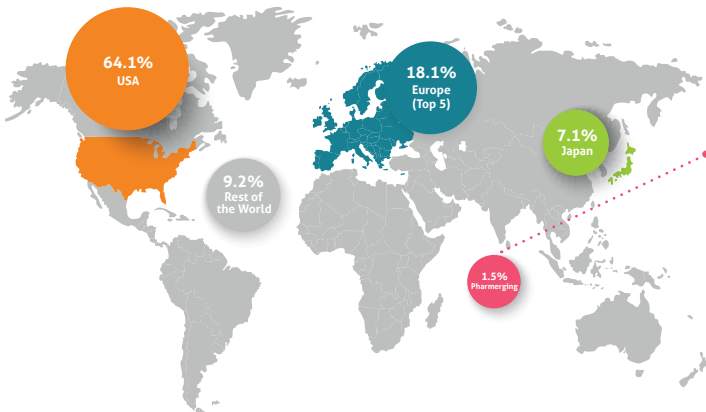 64.1%
USA
18.1%
Europe
(Top 5)
7.1%
Japan
9.2%
Rest of
the World
1.5%
Pharmerging